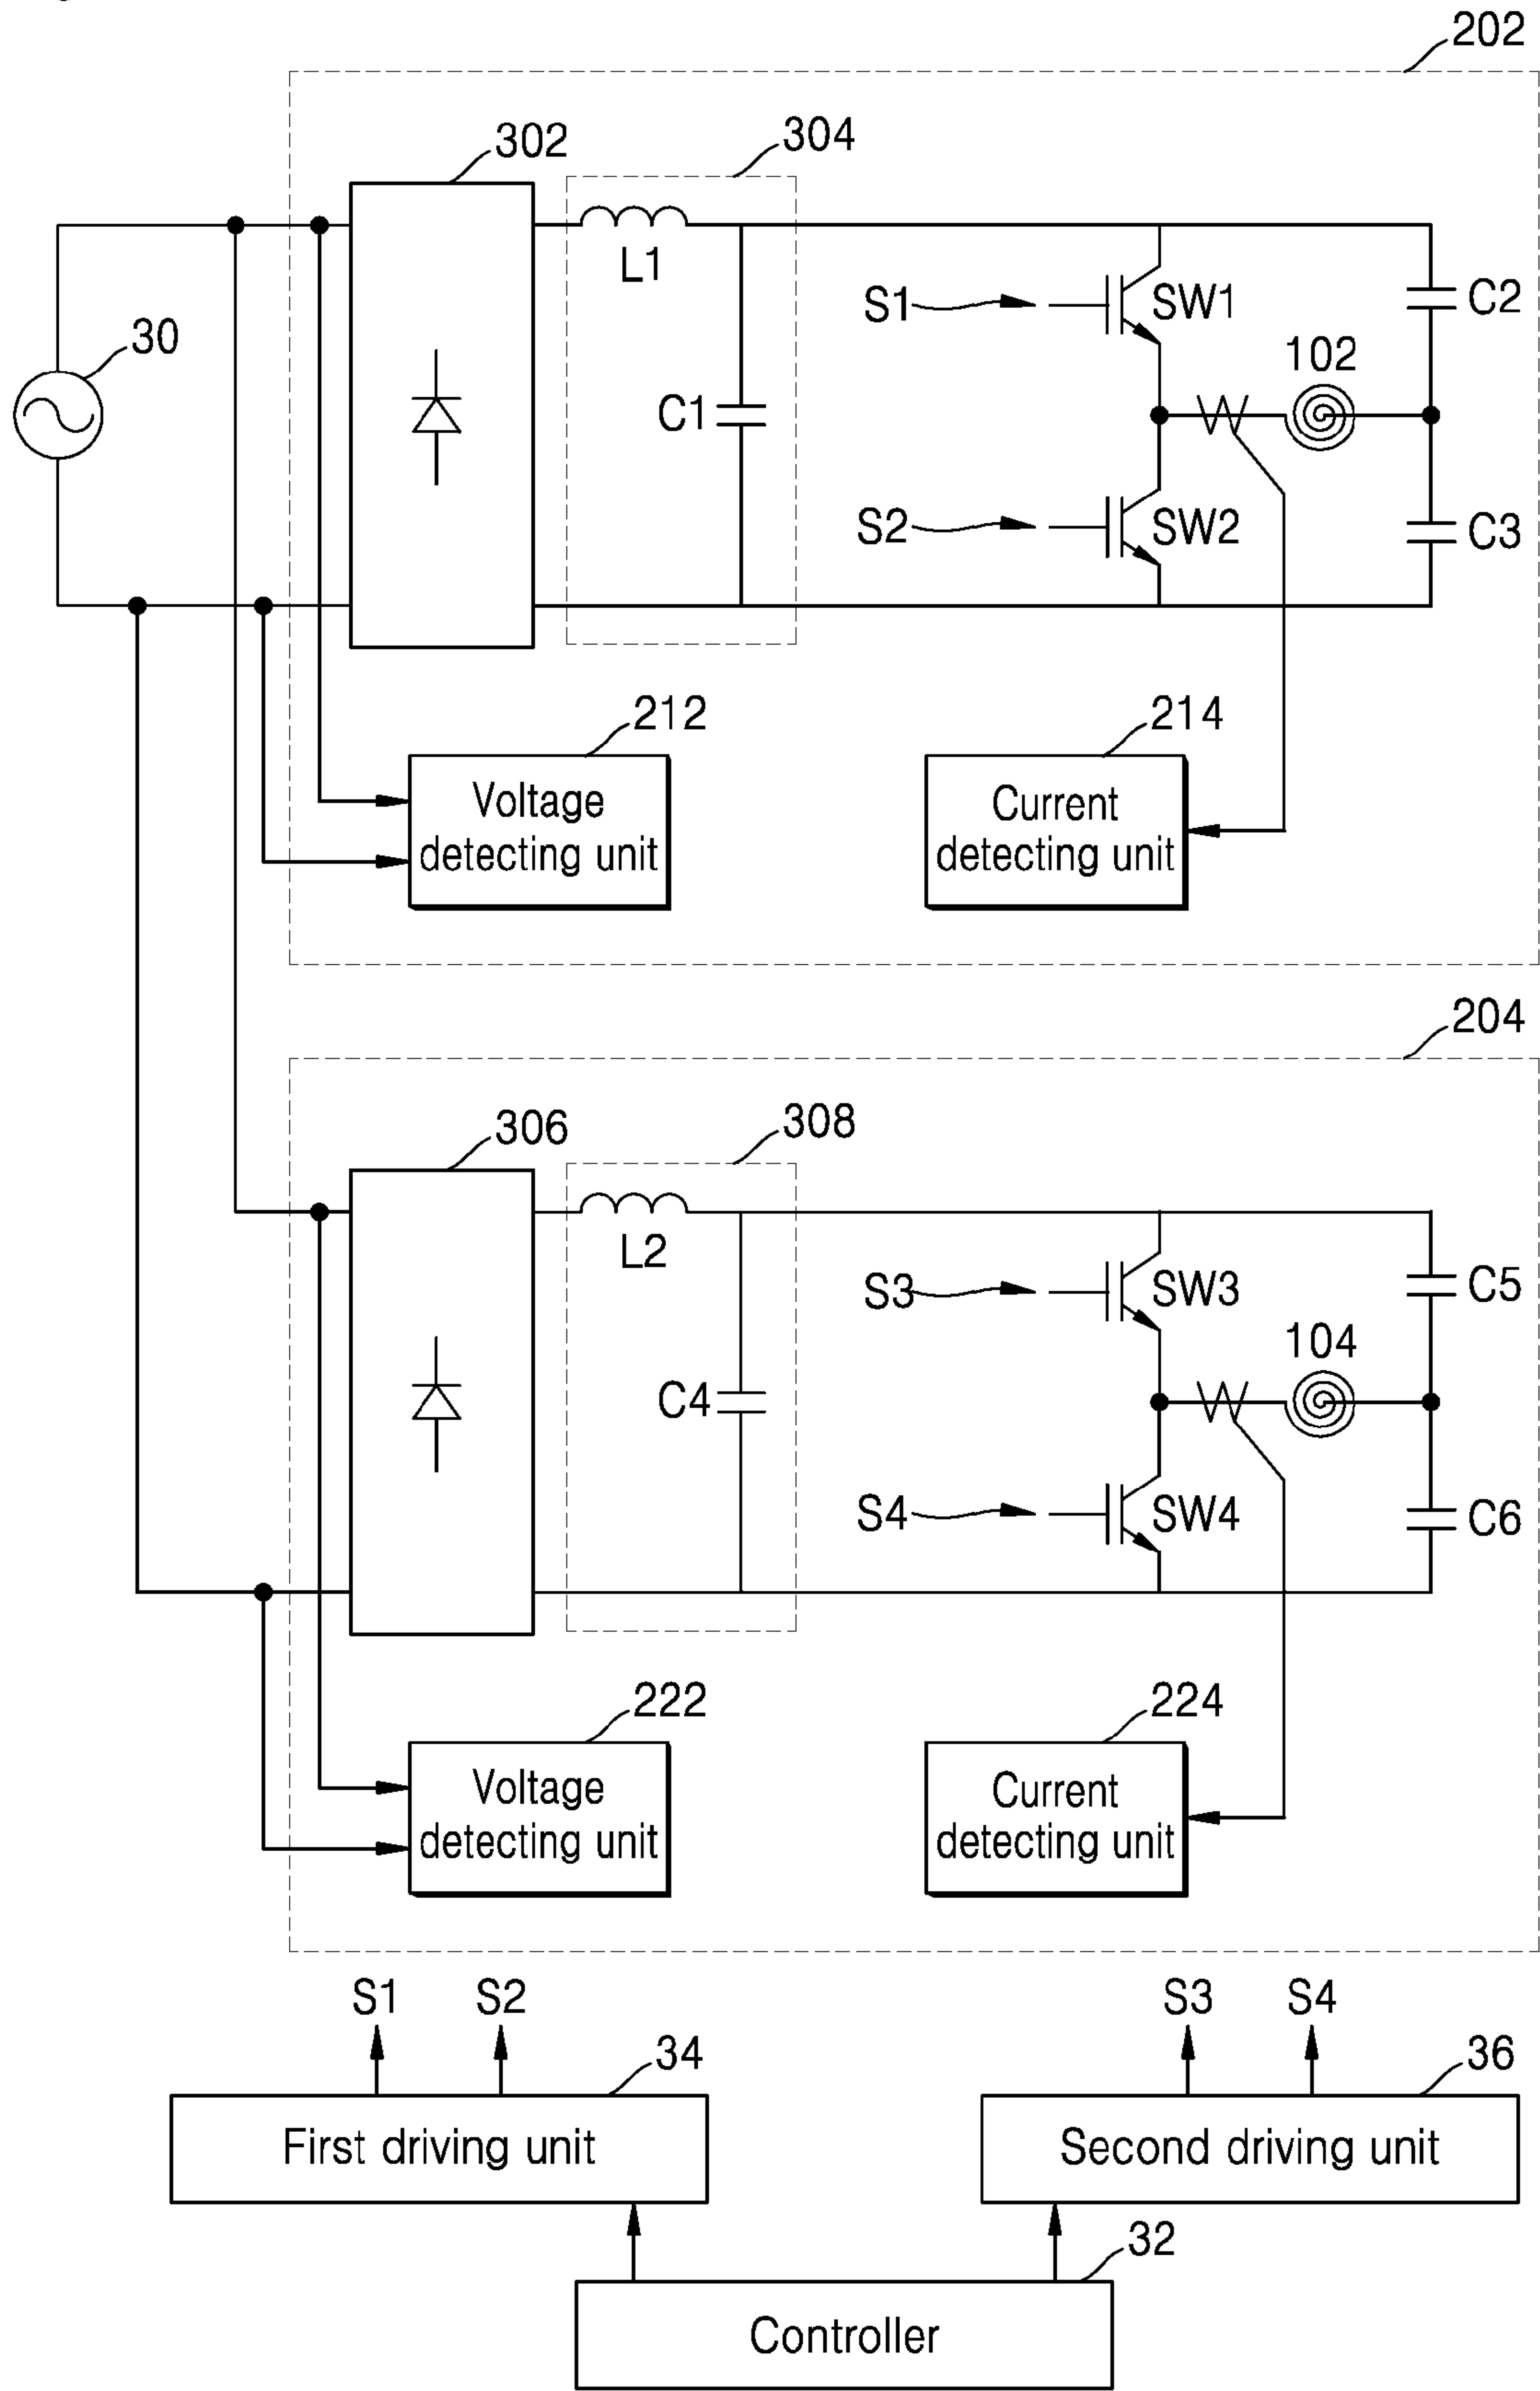 202
302
304
L1
S1
SW1
C2
30
102
C1
S2
SW2
C3
212
214
Voltage
detecting unit
Current
detecting unit
204
306
308
L2
S3
SW3
C5
104
C4
S4
SW4
C6
222
224
Voltage
detecting unit
Current
detecting unit
S1
S2
S3
S4
34
36
First driving unit
Second driving unit
32
Controller